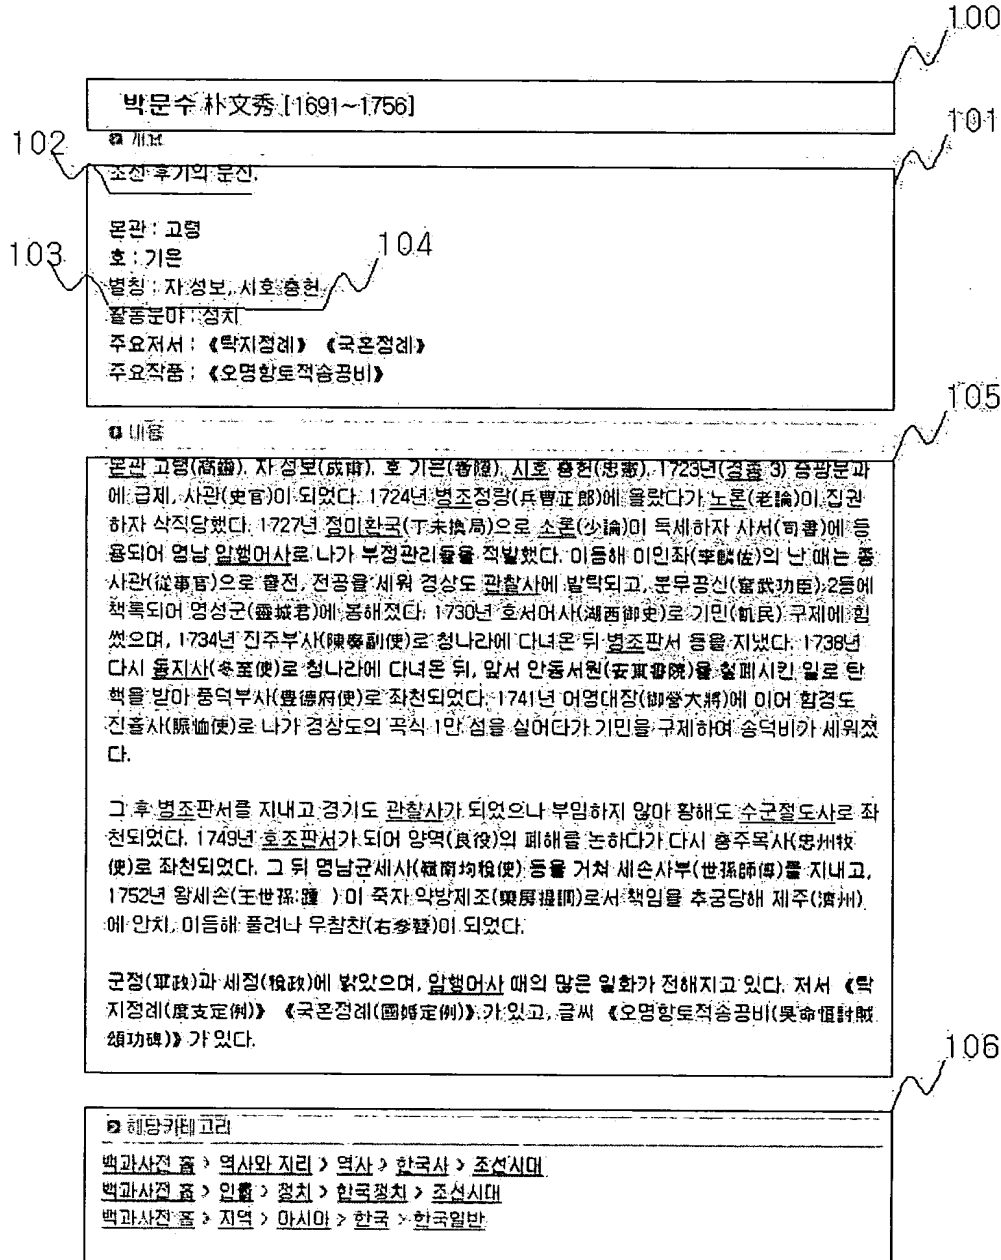 100
박문수 朴文秀 [1691~1756]
101
102
개요
조선 후기의 문신.
본관 : 고령
103
104
호 : 기은
별칭 : 자 성보, 시호 충헌
활동분야 : 정치
주요저서 : 《탁지정례》 《국혼정례》
주요작품 : 《오명항토적송공비》
105
내용
본관 고령(高靈). 자 성보(成甫). 호 기은(耆隱). 시호 충헌(忠憲). 1723년(경종 3) 증광문과
에 급제, 사관(史官)이 되었다. 1724년 병조정랑(兵曹正郎)에 올랐다가 노론(老論)이 집권
하자 삭직당했다. 1727년 정미환국(丁未換局)으로 소론(少論)이 득세하자 사서(司書)에 등
용되어 영남 암행어사로 나가 부정관리들을 적발했다. 이듬해 이인좌(李麟佐)의 난 때는 종
사관(從事官)으로 출전, 전공을 세워 경상도 관찰사에 발탁되고, 분무공신(奮武功臣) 2등에
책록되어 영성군(靈城君)에 봉해졌다. 1730년 호서어사(湖西御史)로 기민(飢民) 구제에 힘
썼으며, 1734년 진주부사(陳奏副使)로 청나라에 다녀온 뒤 병조판서 등을 지냈다. 1738년
다시 동지사(冬至使)로 청나라에 다녀온 뒤, 앞서 안동서원(安東書院)을 철폐시킨 일로 탄
핵을 받아 풍덕부사(豊德府使)로 좌천되었다. 1741년 어영대장(御營大將)에 이어 함경도
진휼사(賑恤使)로 나가 경상도의 곡식 1만 섬을 실어다가 기민을 구제하여 송덕비가 세워졌
다.
그 후 병조판서를 지내고 경기도 관찰사가 되었으나 부임하지 않아 황해도 수군절도사로 좌
천되었다. 1749년 호조판서가 되어 양역(良役)의 폐해를 논하다가 다시 충주목사(忠州牧
使)로 좌천되었다. 그 뒤 영남균세사(嶺南均稅使) 등을 거쳐 세손사부(世孫師傅)를 지내고,
1752년 왕세손(王世孫: ) 이 죽자 약방제조(藥房提調)로서 책임을 추궁당해 제주(濟州)
에 안치, 이듬해 풀려나 우참찬(右參贊)이 되었다.
군정(軍政)과 세정(稅政)에 밝았으며, 암행어사 때의 많은 일화가 전해지고 있다. 저서 《탁
지정례(度支定例)》 《국혼정례(國婚定例)》가 있고, 글씨 《오명항토적송공비(吳命恒討賊
頌功碑)》가 있다.
106
해당카테고리
백과사전 홈 > 역사와 지리 > 역사 > 한국사 > 조선시대
백과사전 홈 > 인물 > 정치 > 한국정치 > 조선시대
백과사전 홈 > 지역 > 아시아 > 한국 > 한국일반